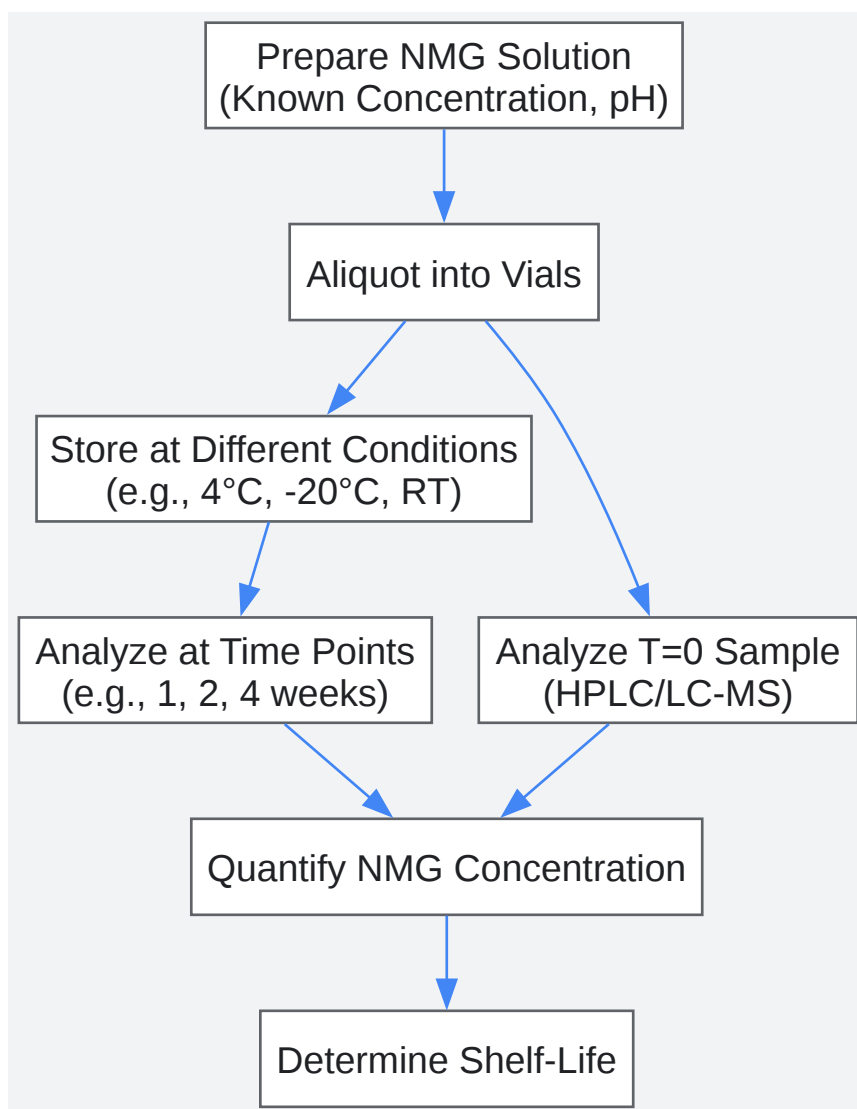 Prepare NMG Solution
(Known Concentration, pH)
Aliquot into Vials
Store at Different Conditions
(e.g., 4°C, -20°C, RT)
Analyze at Time Points
(e.g., 1, 2, 4 weeks)
Analyze T=0 Sample
(HPLC/LC-MS)
Quantify NMG Concentration
Determine Shelf-Life